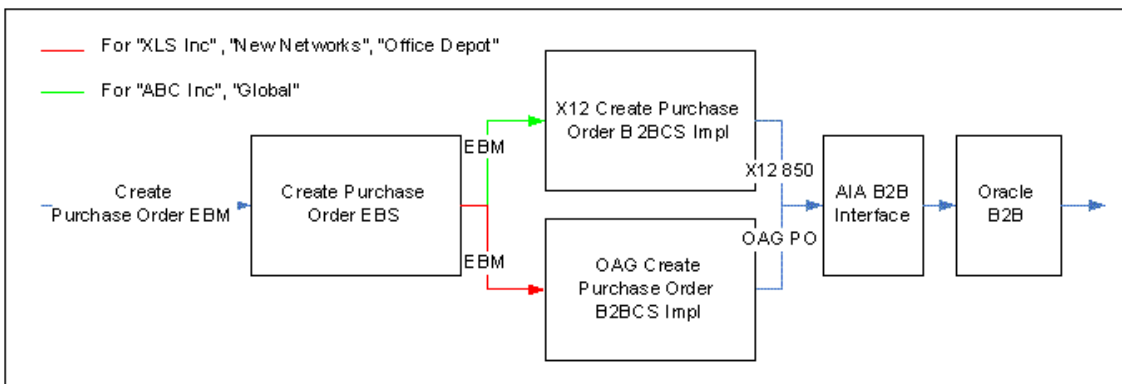 For "XLS Inc", "New Networks", "Office Depot"
For "ABC Inc", "Global"
Create
Purchase Order EBM
Create Purchase
Order EBS
EBM
EBM
X12 Create Purchase
Order B2BCS Impl
OAG Create
Purchase Order
B2BCS Impl
X12 850
OAG PO
AIA B2B
Interface
Oracle
B2B